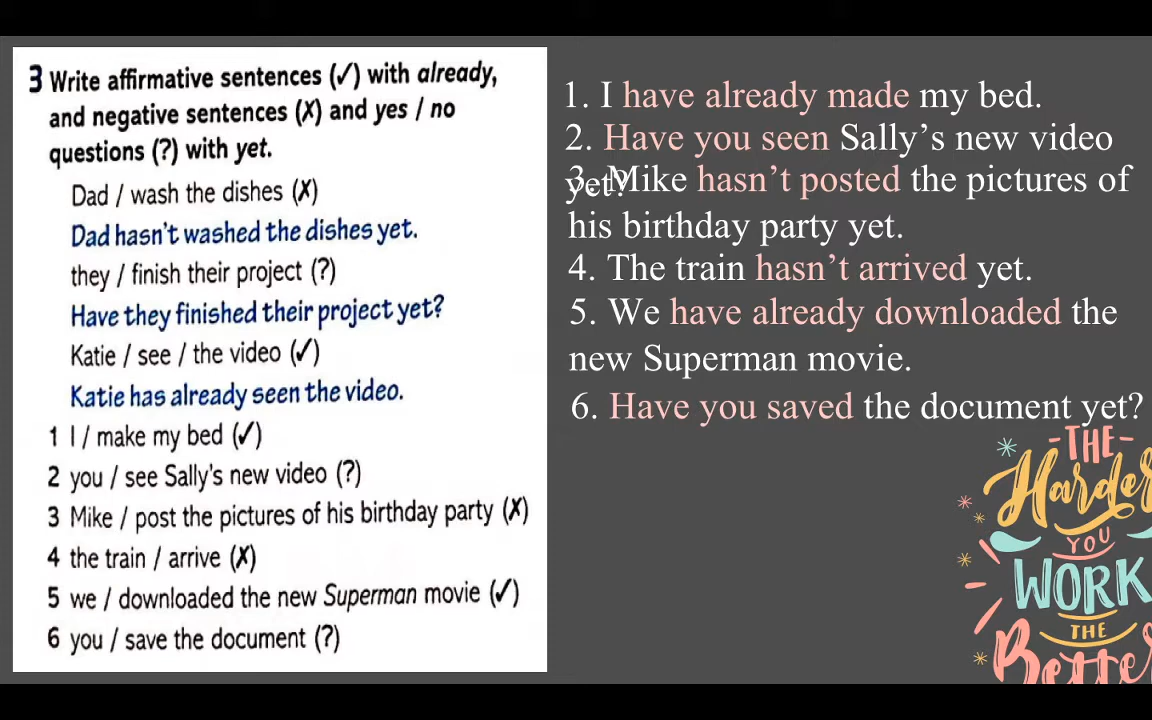 3 Write affirmative sentences (✓) with already,
and negative sentences (✗) and yes / no
questions (?) with yet.
Dad / wash the dishes (✗)
Dad hasn't washed the dishes yet.
they / finish their project (?)
Have they finished their project yet?
Katie / see / the video (✓)
Katie has already seen the video.
1 I / make my bed (✓)
2 you / see Sally's new video (?)
3 Mike / post the pictures of his birthday party (✗)
4 the train / arrive (✗)
5 we / downloaded the new Superman movie (✓)
6 you / save the document (?)
1. I have already made my bed.
2. Have you seen Sally’s new video
yet?
3. Mike hasn’t posted the pictures of
his birthday party yet.
4. The train hasn’t arrived yet.
5. We have already downloaded the
new Superman movie.
6. Have you saved the document yet?
-THE-
Harder
YOU
WORK
THE
Better